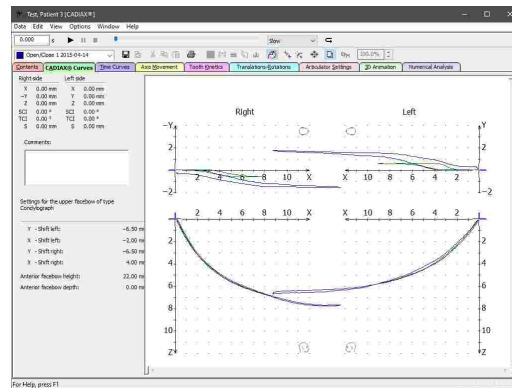 Test, Patient 3 [CADIAX®]
Data Edit View Options Window Help
0.000 s Slow
Open/Close 1 2015-04-14 100.0%
Contents CADIAX® Curves Time Curves Axis Movement Tooth Kinetics Translations-Rotations Articulator Settings 3D Animation Numerical Analysis
Right side Left side
X 0.00 mm X 0.00 mm
-Y 0.00 mm Y 0.00 mm
Z 0.00 mm Z 0.00 mm
SCI 0.00 ° SCI 0.00 °
TCI 0.00 ° TCI 0.00 °
S 0.00 mm S 0.00 mm
Comments:
Settings for the upper facebow of type
Condylograph
Y - Shift left: -6.50 m
X - Shift left: -2.00 m
Y - Shift right: -6.50 m
X - Shift right: 4.00 m
Anterior facebow height: 22.00 m
Anterior facebow depth: 0.00 m
Right Left
-Y Y
2 2
2 4 6 8 10 X X 10 8 6 4 2
-2 -2
2 4 6 8 10 X X 10 8 6 4 2
2 2
4 4
6 6
8 8
10 10
Z Z
For Help, press F1